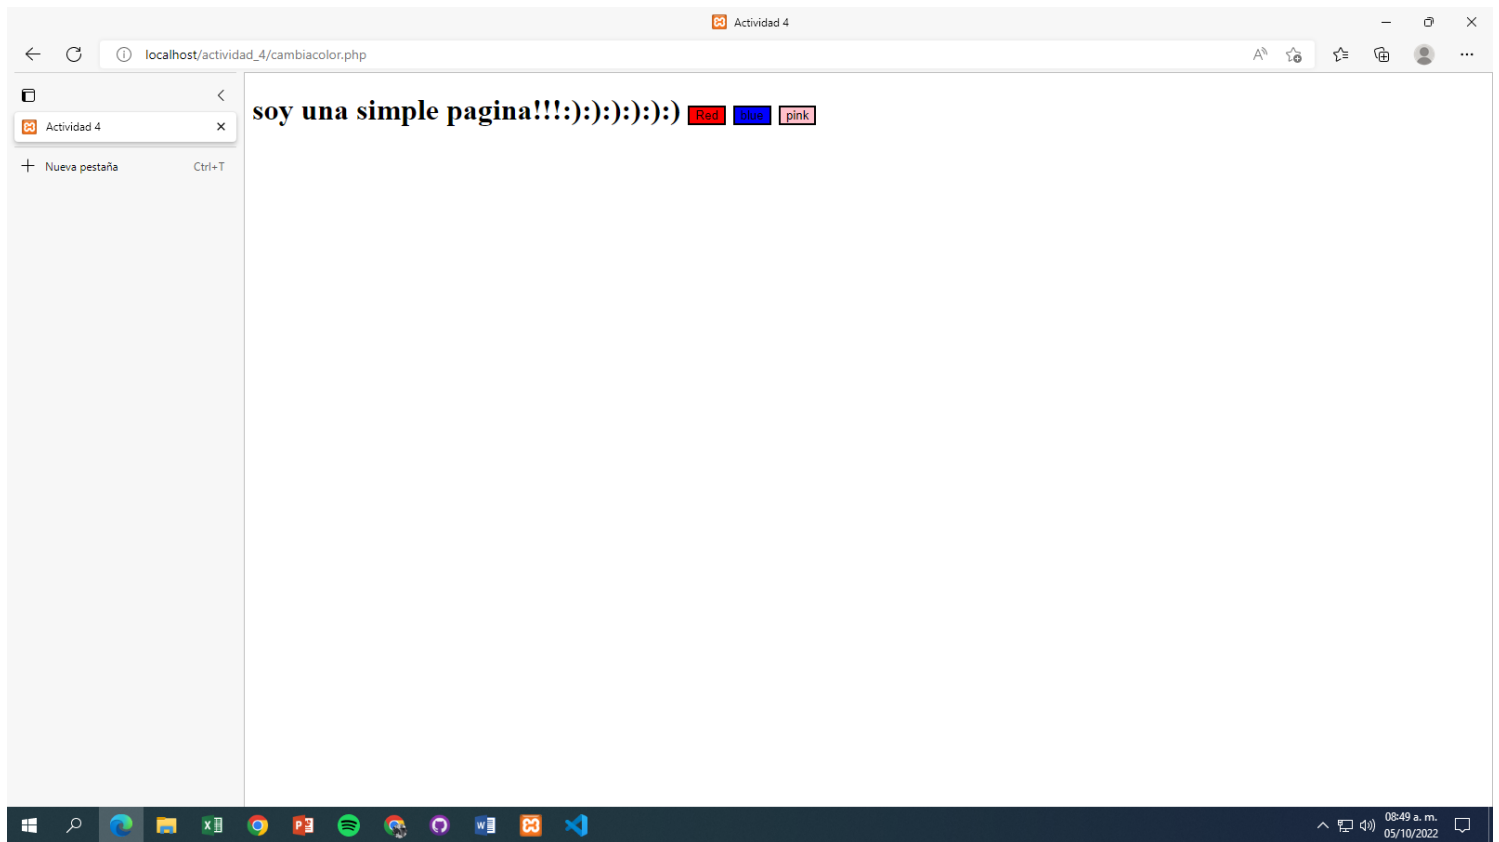 Actividad 4
localhost/actividad_4/cambiacolor.php
Actividad 4
Nueva pestaña Ctrl+T
soy una simple pagina!!!:):):):):):) Red blue pink
08:49 a. m.
05/10/2022